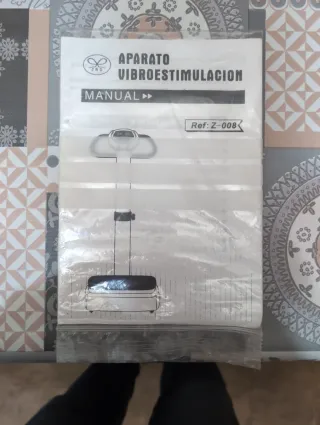 APARATO
VIBROESTIMULACION
MANUAL
Ref: Z-008